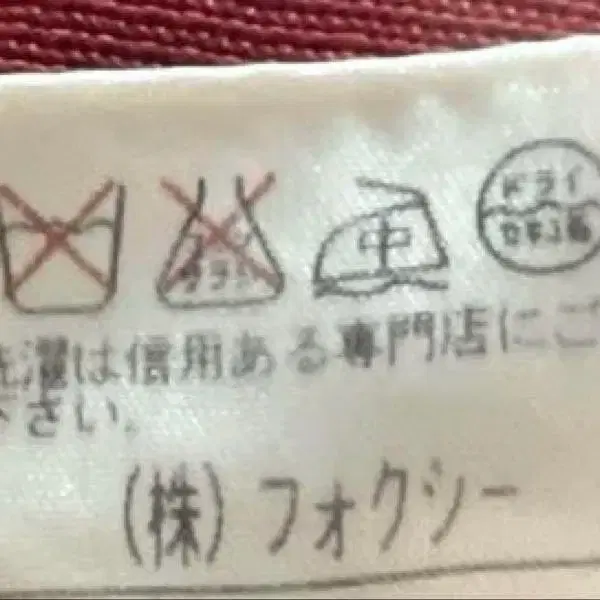 中 ドライ
セキユ系
洗濯は信用ある専門店にご
下さい。
(株)フォクシー